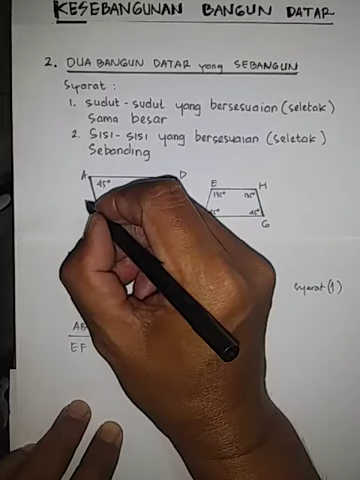 KESEBANGUNAN BANGUN DATAR
2. DUA BANGUN DATAR yang SEBANGUN
Syarat :
1. Sudut - sudut yang bersesuaian (seletak)
sama besar
2. Sisi - sisi yang bersesuaian (seletak)
Sebanding
A D
45°
E H
135° 135°
45° G
syarat (1)
AB
EF